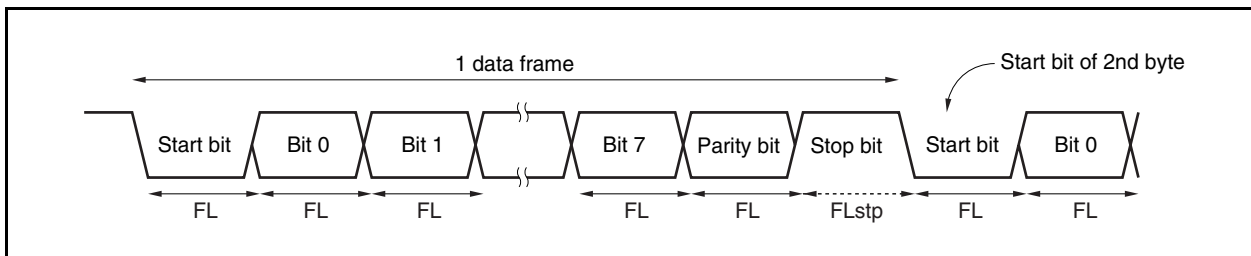 1 data frame
Start bit of 2nd byte
Start bit Bit 0 Bit 1 Bit 7 Parity bit Stop bit Start bit Bit 0
FL FL FL FL FL FLstp FL FL